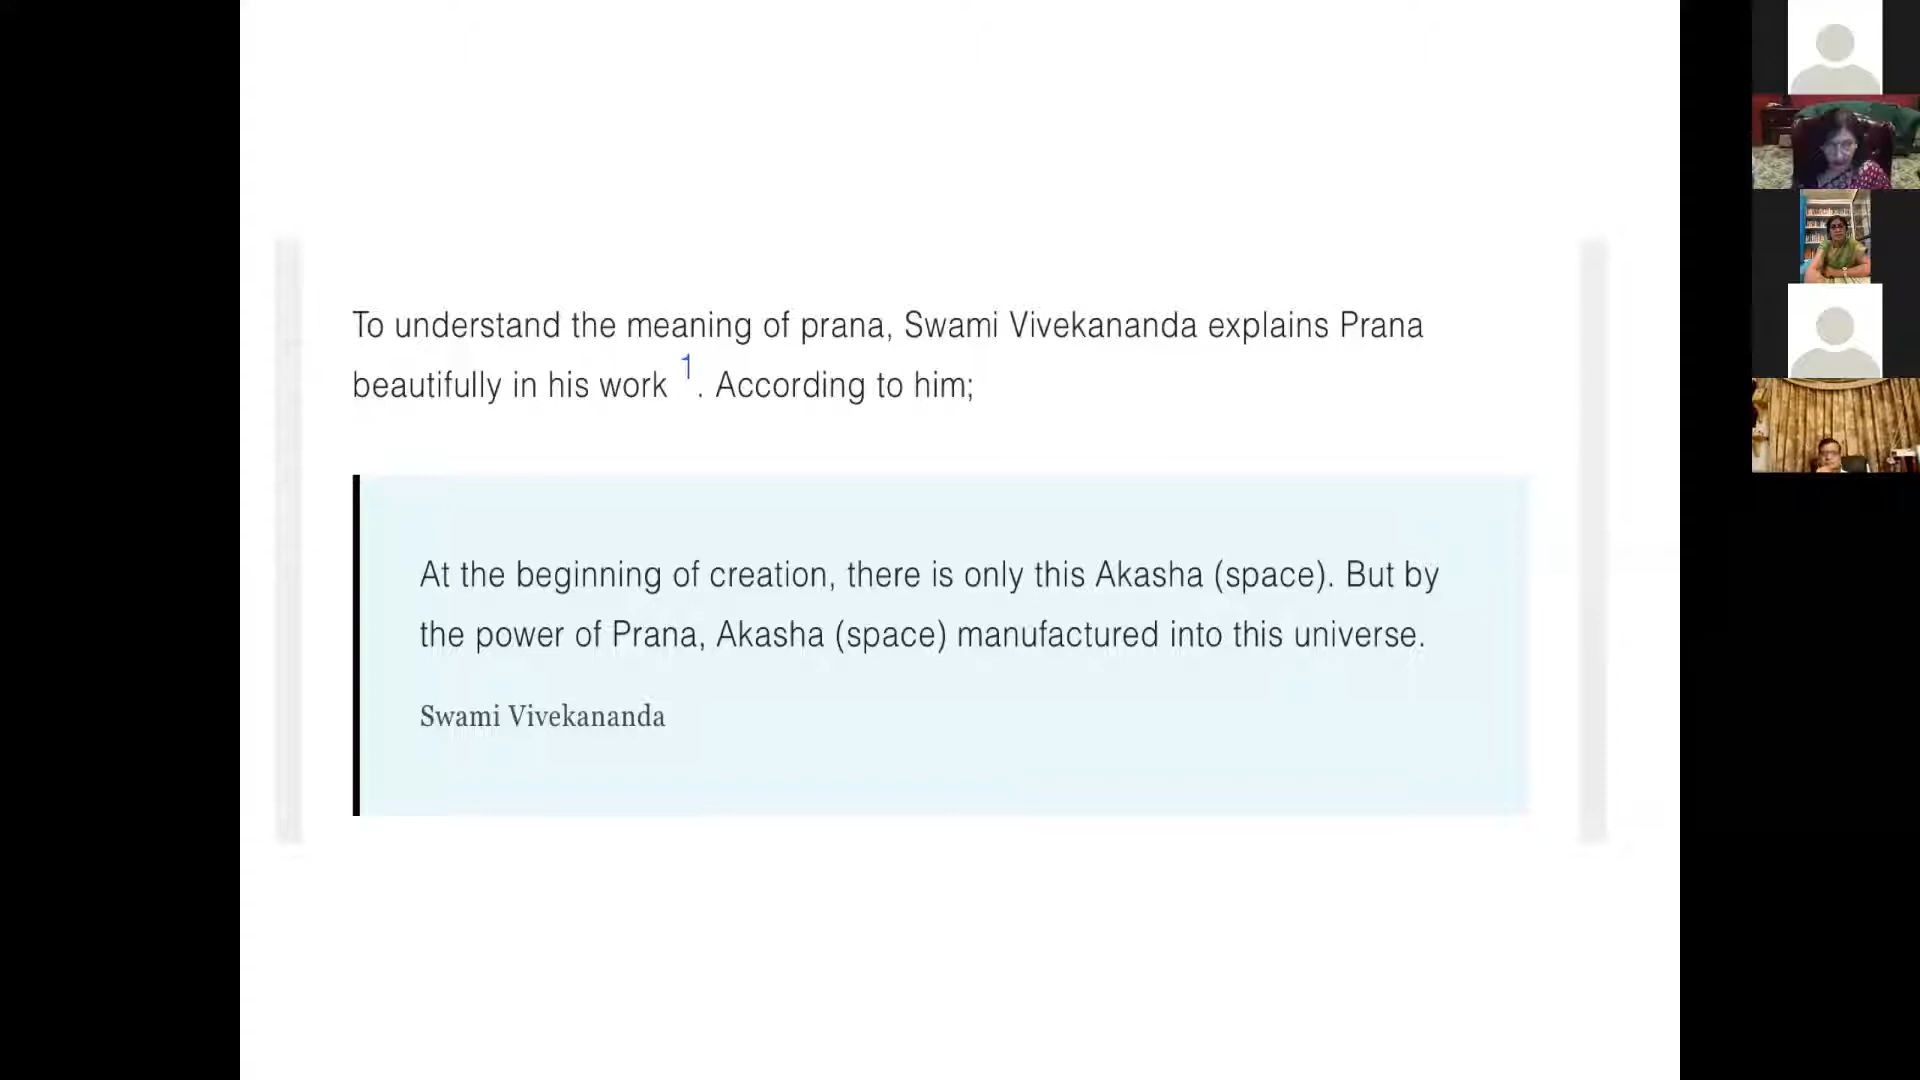 To understand the meaning of prana, Swami Vivekananda explains Prana
beautifully in his work 1. According to him;
At the beginning of creation, there is only this Akasha (space). But by
the power of Prana, Akasha (space) manufactured into this universe.
Swami Vivekananda